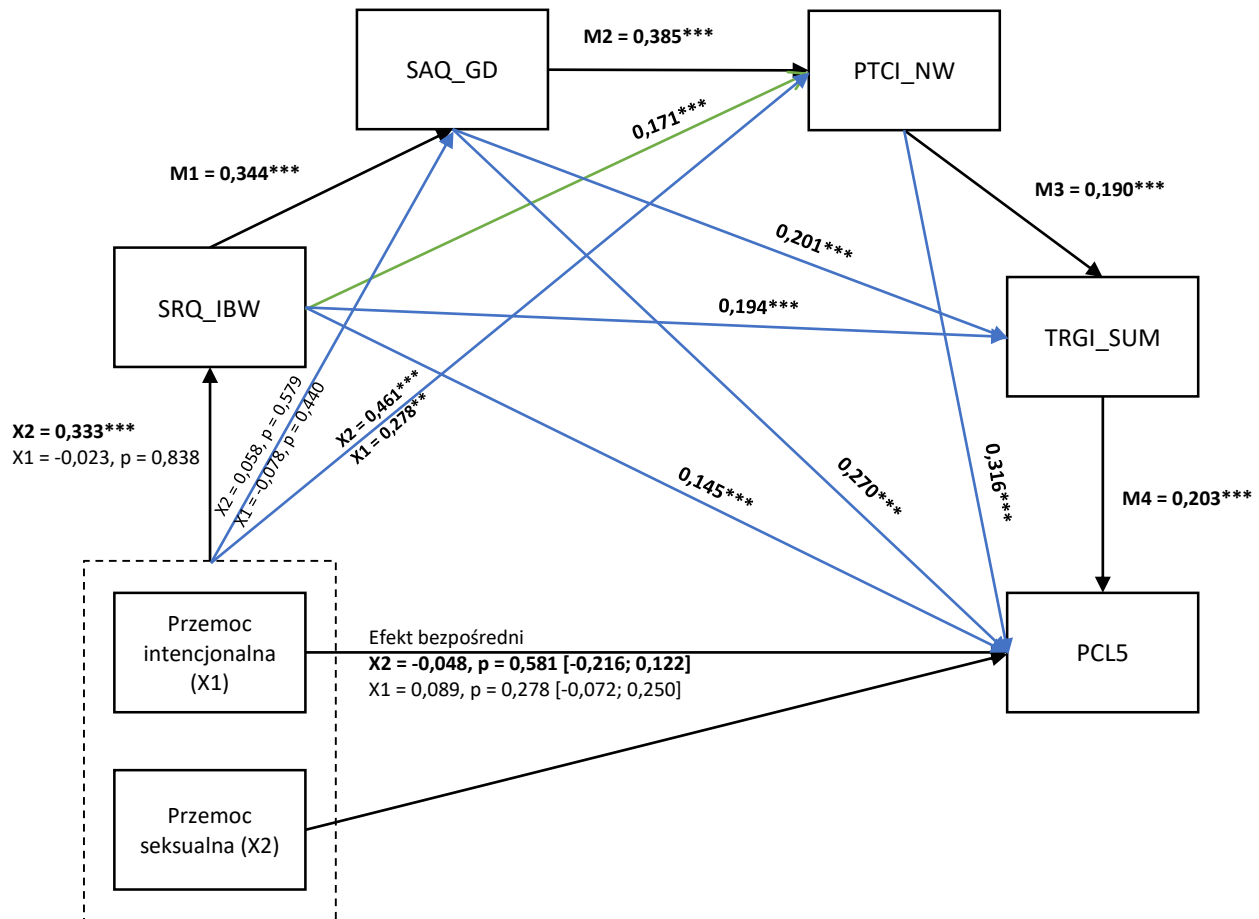 M2 = 0,385***
SAQ_GD
PTCI_NW
0,171***
M1 = 0,344***
M3 = 0,190***
0,201***
SRQ_IBW
0,194***
TRGI_SUM
X2 = 0,333***
X1 = -0,023, p = 0,838
X2 = 0,058, p = 0,579
X1 = -0,078, p = 0,440
X2 = 0,461***
X1 = 0,278**
0,145***
0,270***
0,316***
M4 = 0,203***
Przemoc
intencjonalna
(X1)
Efekt bezpośredni
X2 = -0,048, p = 0,581 [-0,216; 0,122]
X1 = 0,089, p = 0,278 [-0,072; 0,250]
PCL5
Przemoc
seksualna (X2)